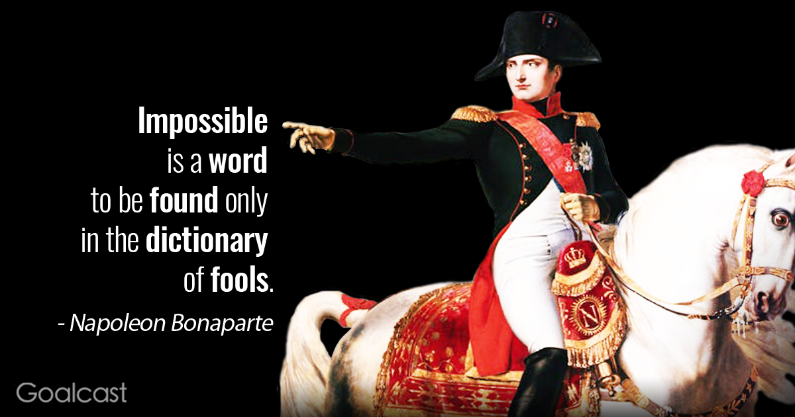 Impossible
is a word
to be found only
in the dictionary
of fools.
- Napoleon Bonaparte
N
Goalcast